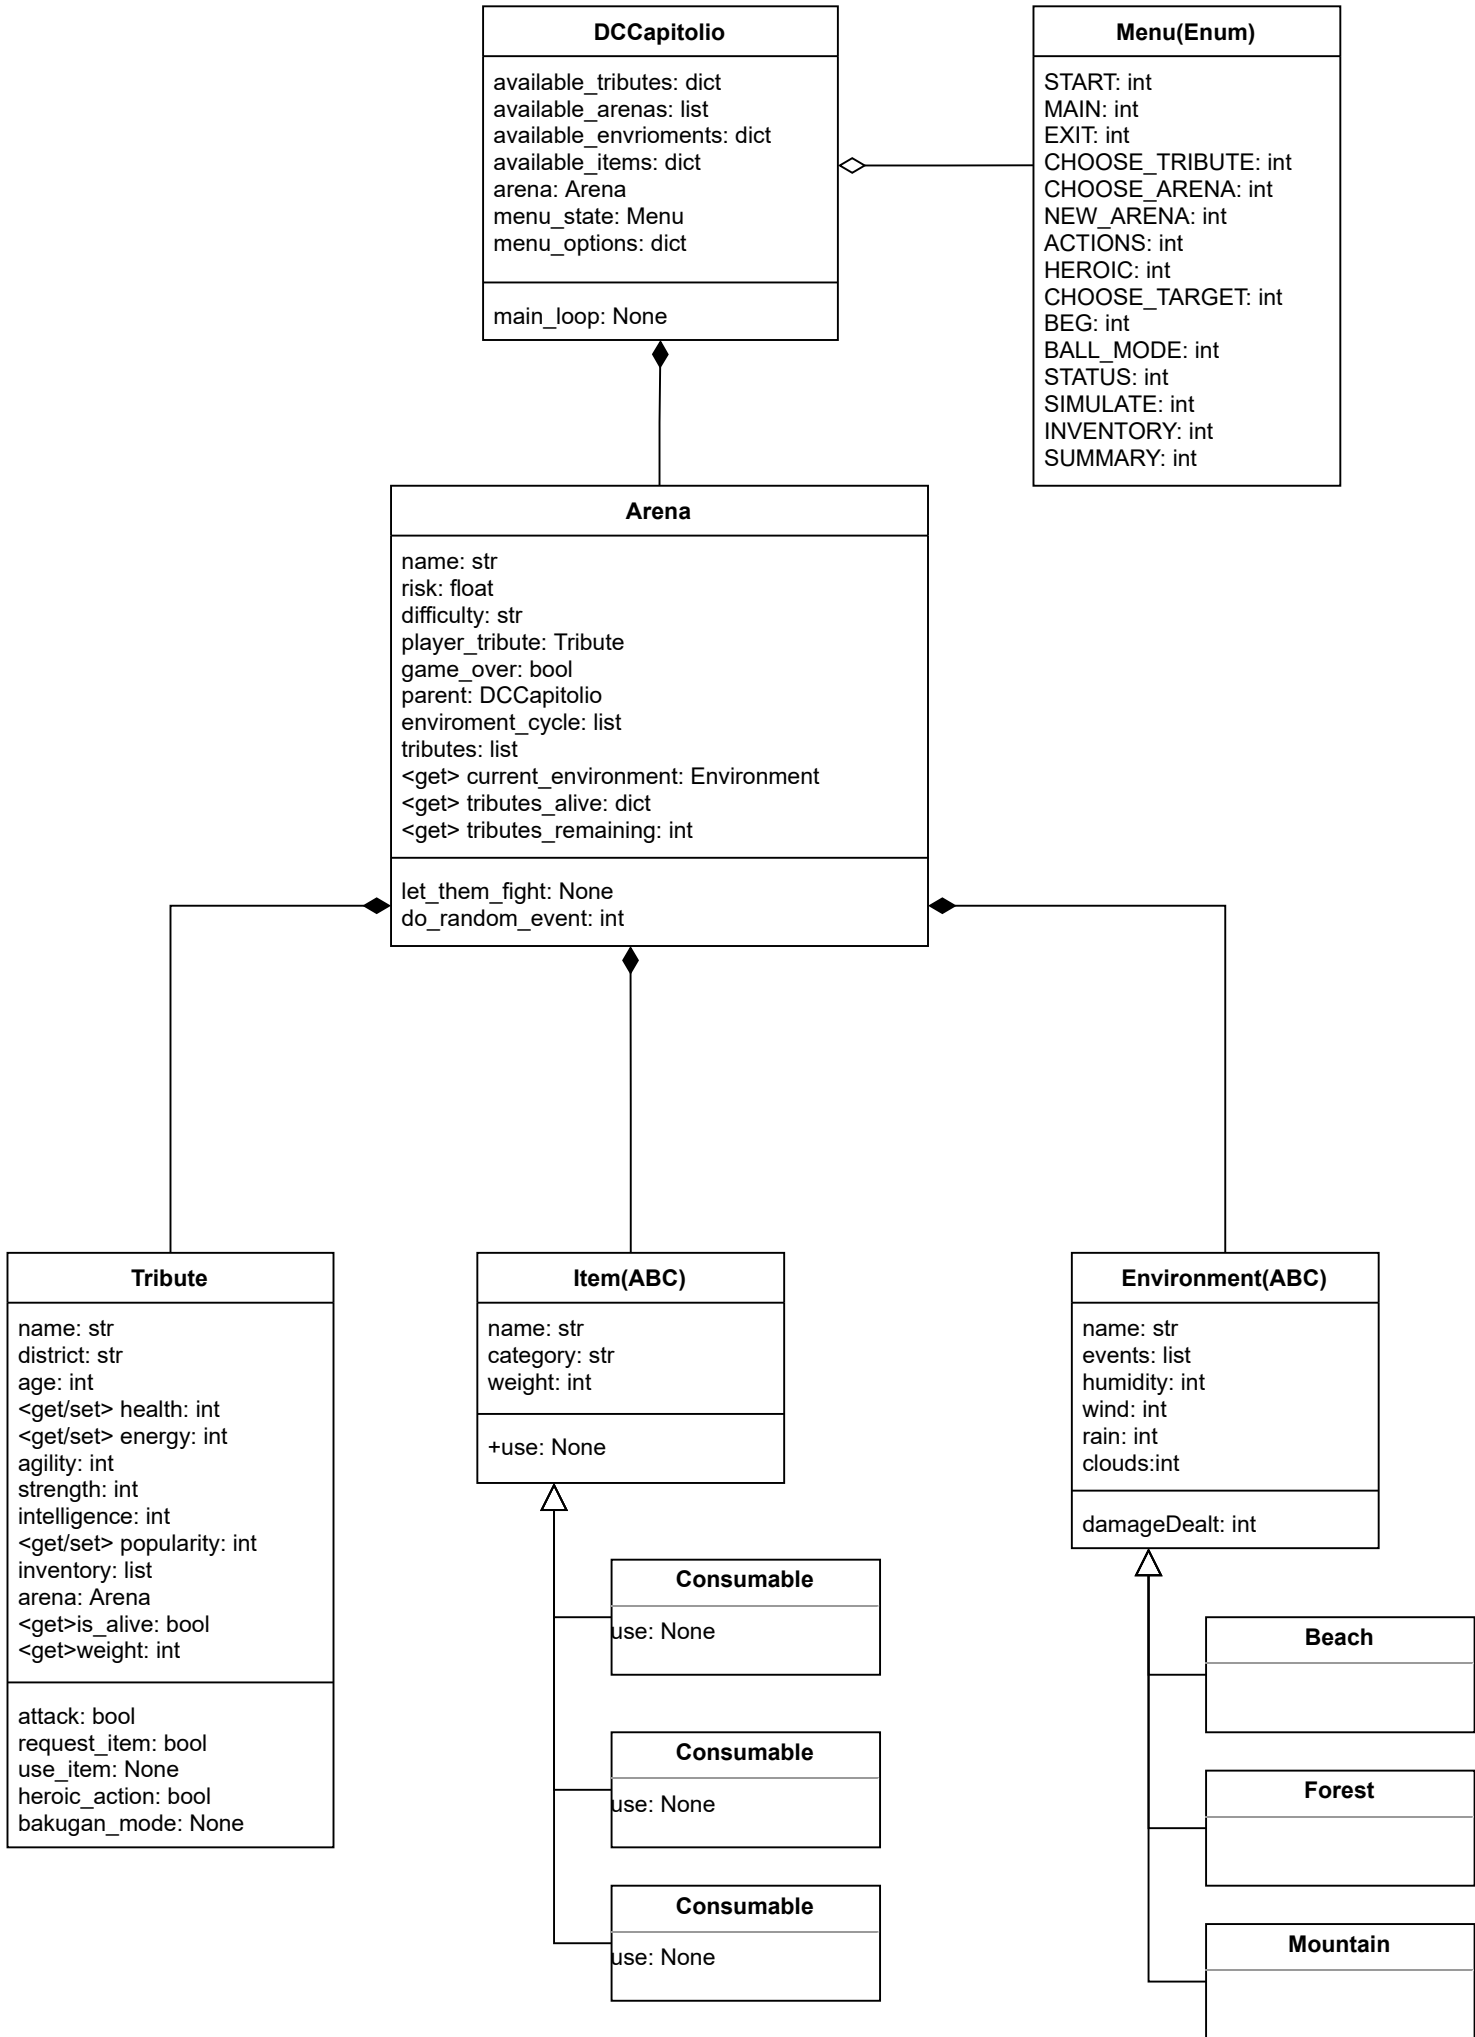 DCCapitolio
available_tributes: dict
available_arenas: list
available_envrioments: dict
available_items: dict
arena: Arena
menu_state: Menu
menu_options: dict
main_loop: None
Menu(Enum)
START: int
MAIN: int
EXIT: int
CHOOSE_TRIBUTE: int
CHOOSE_ARENA: int
NEW_ARENA: int
ACTIONS: int
HEROIC: int
CHOOSE_TARGET: int
BEG: int
BALL_MODE: int
STATUS: int
SIMULATE: int
INVENTORY: int
SUMMARY: int
Arena
name: str
risk: float
difficulty: str
player_tribute: Tribute
game_over: bool
parent: DCCapitolio
enviroment_cycle: list
tributes: list
<get> current_environment: Environment
<get> tributes_alive: dict
<get> tributes_remaining: int
let_them_fight: None
do_random_event: int
Tribute
name: str
district: str
age: int
<get/set> health: int
<get/set> energy: int
agility: int
strength: int
intelligence: int
<get/set> popularity: int
inventory: list
arena: Arena
<get>is_alive: bool
<get>weight: int
attack: bool
request_item: bool
use_item: None
heroic_action: bool
bakugan_mode: None
Item(ABC)
name: str
category: str
weight: int
+use: None
Consumable
use: None
Consumable
use: None
Consumable
use: None
Environment(ABC)
name: str
events: list
humidity: int
wind: int
rain: int
clouds:int
damageDealt: int
Beach
Forest
Mountain